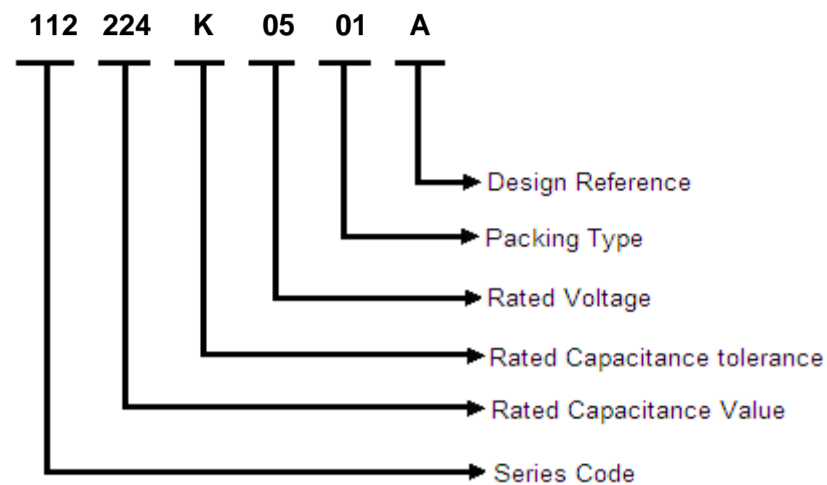 112 224 K 05 01 A
Design Reference
Packing Type
Rated Voltage
Rated Capacitance tolerance
Rated Capacitance Value
Series Code